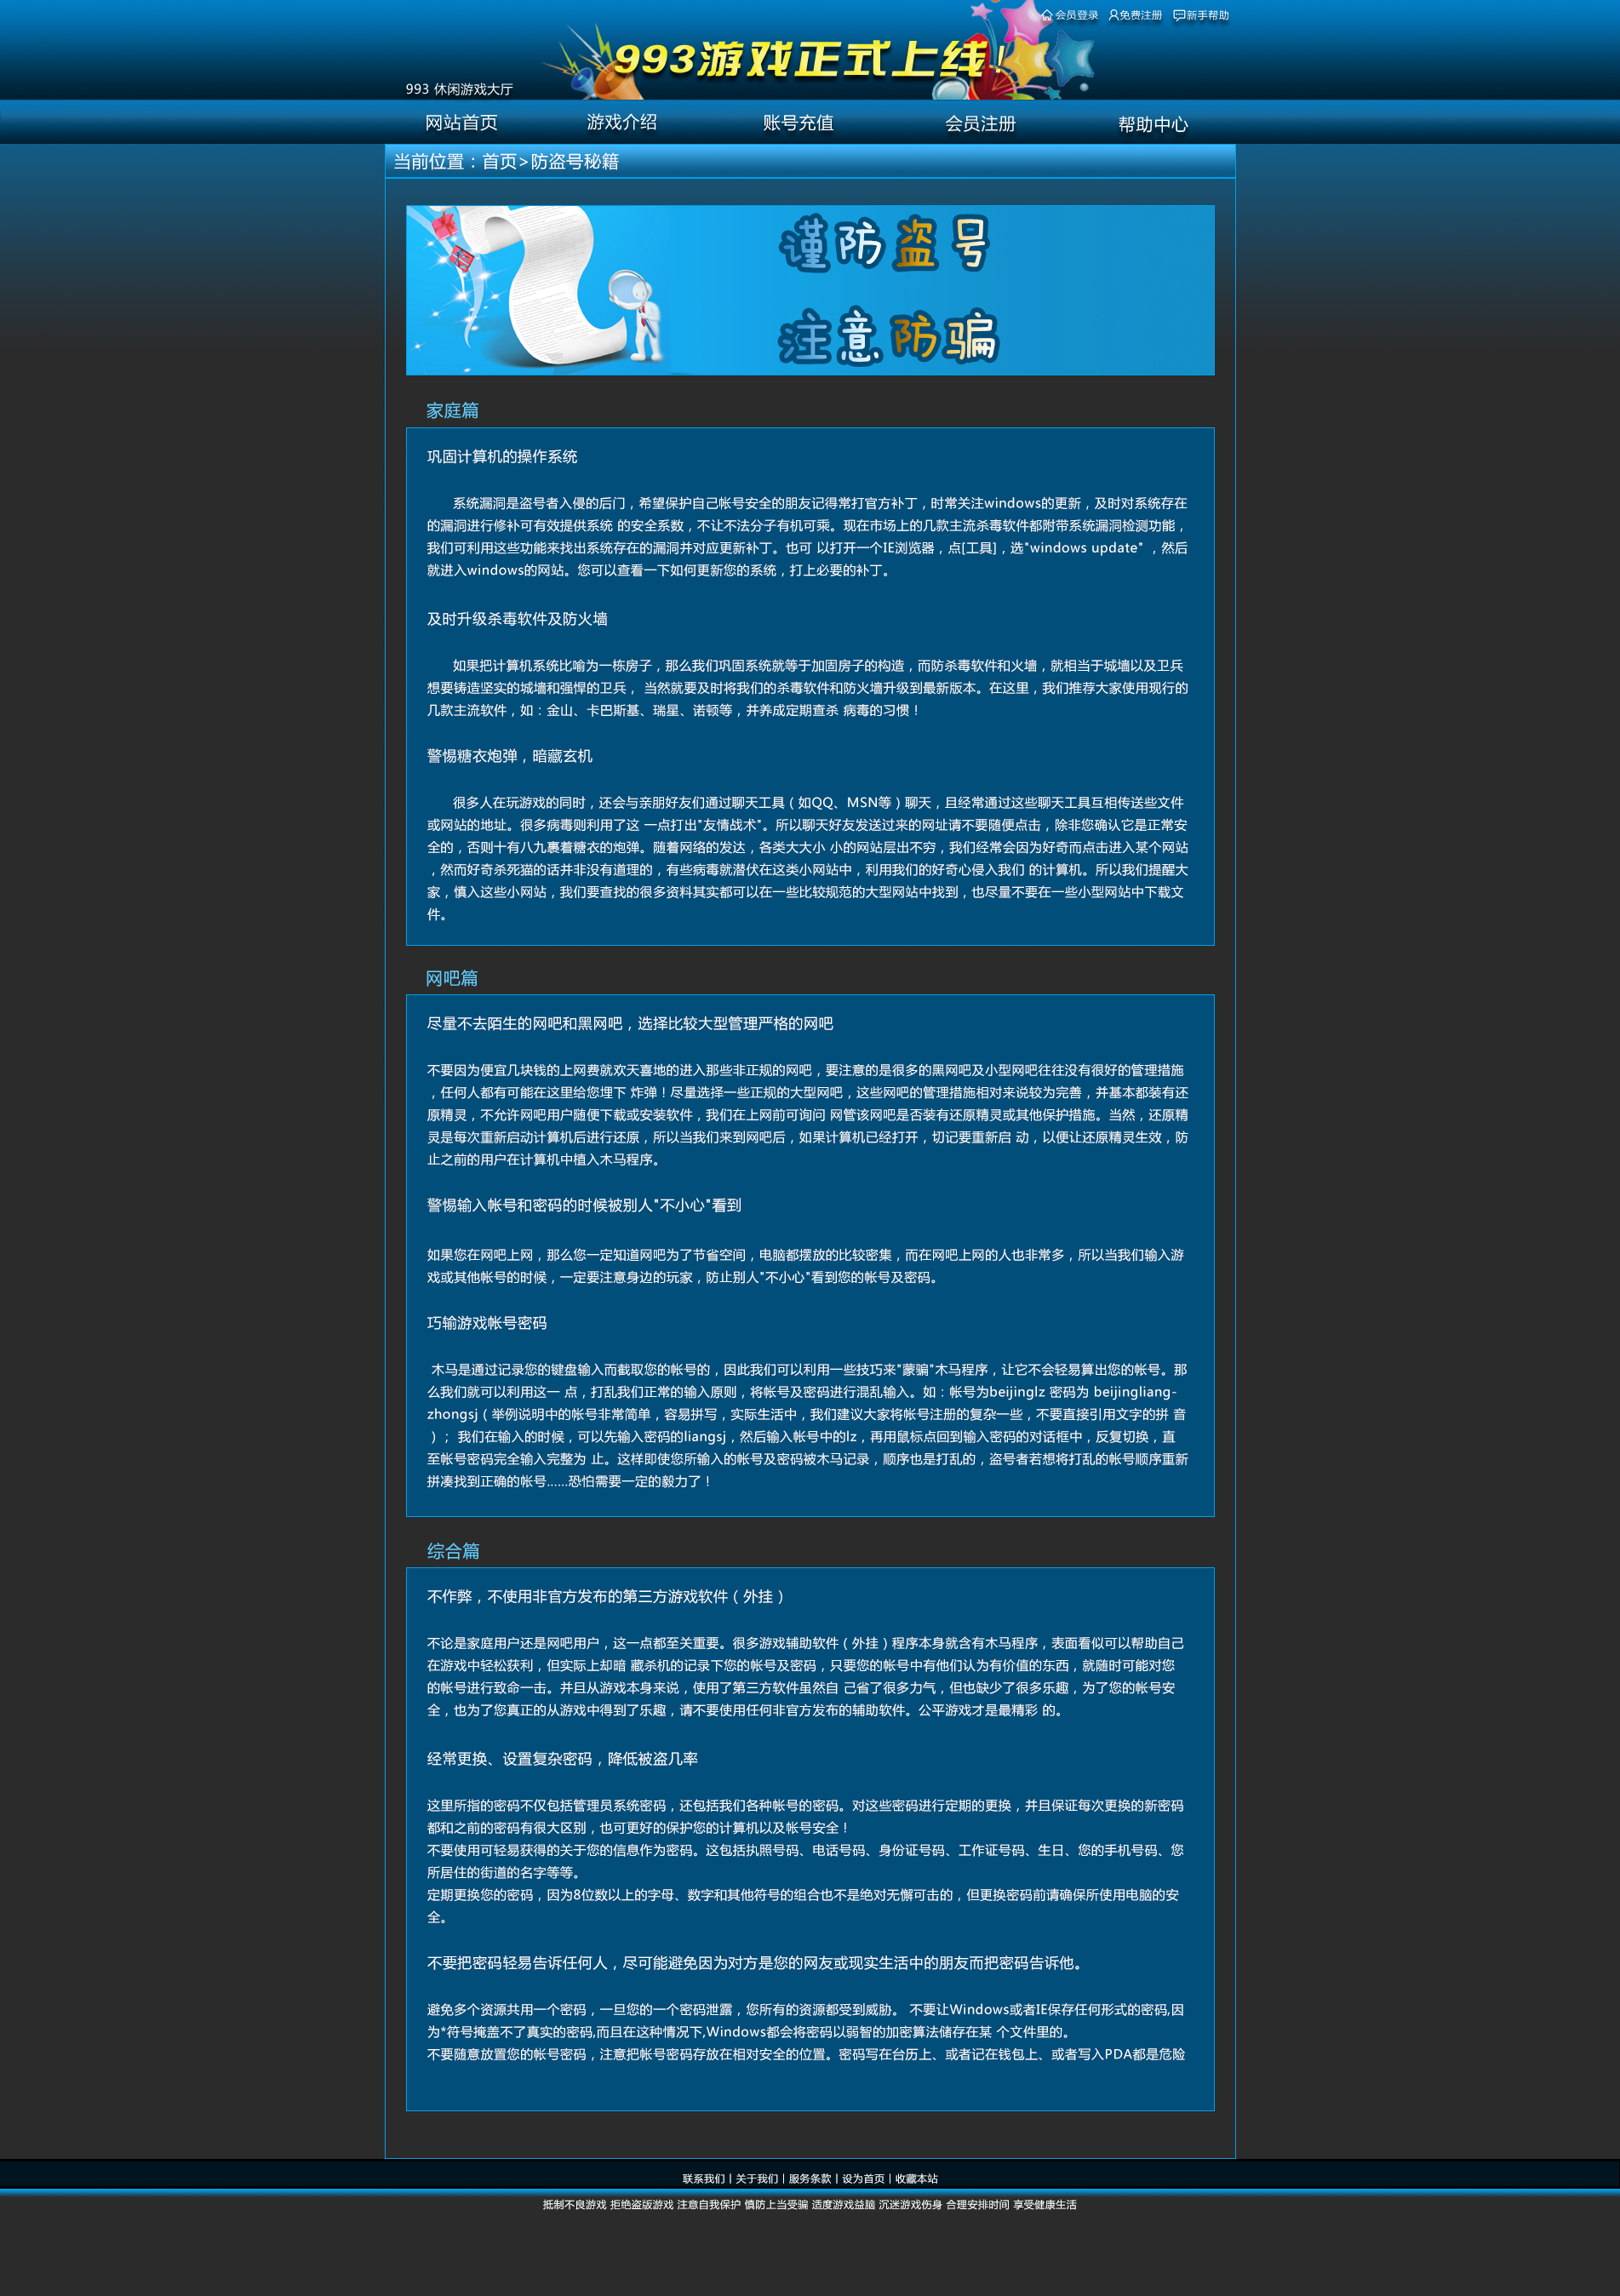 会员登录 免费注册 新手帮助
993游戏正式上线!
993 休闲游戏大厅
网站首页 游戏介绍 账号充值 会员注册 帮助中心
当前位置：首页>防盗号秘籍
谨防盗号
注意防骗
家庭篇
巩固计算机的操作系统
系统漏洞是盗号者入侵的后门，希望保护自己帐号安全的朋友记得常打官方补丁，时常关注windows的更新，及时对系统存在
的漏洞进行修补可有效提供系统 的安全系数，不让不法分子有机可乘。现在市场上的几款主流杀毒软件都附带系统漏洞检测功能，
我们可利用这些功能来找出系统存在的漏洞并对应更新补丁。也可 以打开一个IE浏览器，点[工具]，选"windows update" ，然后
就进入windows的网站。您可以查看一下如何更新您的系统，打上必要的补丁。
及时升级杀毒软件及防火墙
如果把计算机系统比喻为一栋房子，那么我们巩固系统就等于加固房子的构造，而防杀毒软件和火墙，就相当于城墙以及卫兵
想要铸造坚实的城墙和强悍的卫兵， 当然就要及时将我们的杀毒软件和防火墙升级到最新版本。在这里，我们推荐大家使用现行的
几款主流软件，如：金山、卡巴斯基、瑞星、诺顿等，并养成定期查杀 病毒的习惯！
警惕糖衣炮弹，暗藏玄机
很多人在玩游戏的同时，还会与亲朋好友们通过聊天工具（如QQ、MSN等）聊天，且经常通过这些聊天工具互相传送些文件
或网站的地址。很多病毒则利用了这 一点打出"友情战术"。所以聊天好友发送过来的网址请不要随便点击，除非您确认它是正常安
全的，否则十有八九裹着糖衣的炮弹。随着网络的发达，各类大大小 小的网站层出不穷，我们经常会因为好奇而点击进入某个网站
，然而好奇杀死猫的话并非没有道理的，有些病毒就潜伏在这类小网站中，利用我们的好奇心侵入我们 的计算机。所以我们提醒大
家，慎入这些小网站，我们要查找的很多资料其实都可以在一些比较规范的大型网站中找到，也尽量不要在一些小型网站中下载文
件。
网吧篇
尽量不去陌生的网吧和黑网吧，选择比较大型管理严格的网吧
不要因为便宜几块钱的上网费就欢天喜地的进入那些非正规的网吧，要注意的是很多的黑网吧及小型网吧往往没有很好的管理措施
，任何人都有可能在这里给您埋下 炸弹！尽量选择一些正规的大型网吧，这些网吧的管理措施相对来说较为完善，并基本都装有还
原精灵，不允许网吧用户随便下载或安装软件，我们在上网前可询问 网管该网吧是否装有还原精灵或其他保护措施。当然，还原精
灵是每次重新启动计算机后进行还原，所以当我们来到网吧后，如果计算机已经打开，切记要重新启 动，以便让还原精灵生效，防
止之前的用户在计算机中植入木马程序。
警惕输入帐号和密码的时候被别人"不小心"看到
如果您在网吧上网，那么您一定知道网吧为了节省空间，电脑都摆放的比较密集，而在网吧上网的人也非常多，所以当我们输入游
戏或其他帐号的时候，一定要注意身边的玩家，防止别人"不小心"看到您的帐号及密码。
巧输游戏帐号密码
木马是通过记录您的键盘输入而截取您的帐号的，因此我们可以利用一些技巧来"蒙骗"木马程序，让它不会轻易算出您的帐号。那
么我们就可以利用这一 点，打乱我们正常的输入原则，将帐号及密码进行混乱输入。如：帐号为beijinglz 密码为 beijingliang-
zhongsj（举例说明中的帐号非常简单，容易拼写，实际生活中，我们建议大家将帐号注册的复杂一些，不要直接引用文字的拼 音
）；我们在输入的时候，可以先输入密码的liangsj，然后输入帐号中的lz，再用鼠标点回到输入密码的对话框中，反复切换，直
至帐号密码完全输入完整为 止。这样即使您所输入的帐号及密码被木马记录，顺序也是打乱的，盗号者若想将打乱的帐号顺序重新
拼凑找到正确的帐号......恐怕需要一定的毅力了！
综合篇
不作弊，不使用非官方发布的第三方游戏软件（外挂）
不论是家庭用户还是网吧用户，这一点都至关重要。很多游戏辅助软件（外挂）程序本身就含有木马程序，表面看似可以帮助自己
在游戏中轻松获利，但实际上却暗 藏杀机的记录下您的帐号及密码，只要您的帐号中有他们认为有价值的东西，就随时可能对您
的帐号进行致命一击。并且从游戏本身来说，使用了第三方软件虽然自 己省了很多力气，但也缺少了很多乐趣，为了您的帐号安
全，也为了您真正的从游戏中得到了乐趣，请不要使用任何非官方发布的辅助软件。公平游戏才是最精彩 的。
经常更换、设置复杂密码，降低被盗几率
这里所指的密码不仅包括管理员系统密码，还包括我们各种帐号的密码。对这些密码进行定期的更换，并且保证每次更换的新密码
都和之前的密码有很大区别，也可更好的保护您的计算机以及帐号安全！
不要使用可轻易获得的关于您的信息作为密码。这包括执照号码、电话号码、身份证号码、工作证号码、生日、您的手机号码、您
所居住的街道的名字等等。
定期更换您的密码，因为8位数以上的字母、数字和其他符号的组合也不是绝对无懈可击的，但更换密码前请确保所使用电脑的安
全。
不要把密码轻易告诉任何人，尽可能避免因为对方是您的网友或现实生活中的朋友而把密码告诉他。
避免多个资源共用一个密码，一旦您的一个密码泄露，您所有的资源都受到威胁。 不要让Windows或者IE保存任何形式的密码,因
为*符号掩盖不了真实的密码,而且在这种情况下,Windows都会将密码以弱智的加密算法储存在某 个文件里的。
不要随意放置您的帐号密码，注意把帐号密码存放在相对安全的位置。密码写在台历上、或者记在钱包上、或者写入PDA都是危险
联系我们 | 关于我们 | 服务条款 | 设为首页 | 收藏本站
抵制不良游戏 拒绝盗版游戏 注意自我保护 慎防上当受骗 适度游戏益脑 沉迷游戏伤身 合理安排时间 享受健康生活